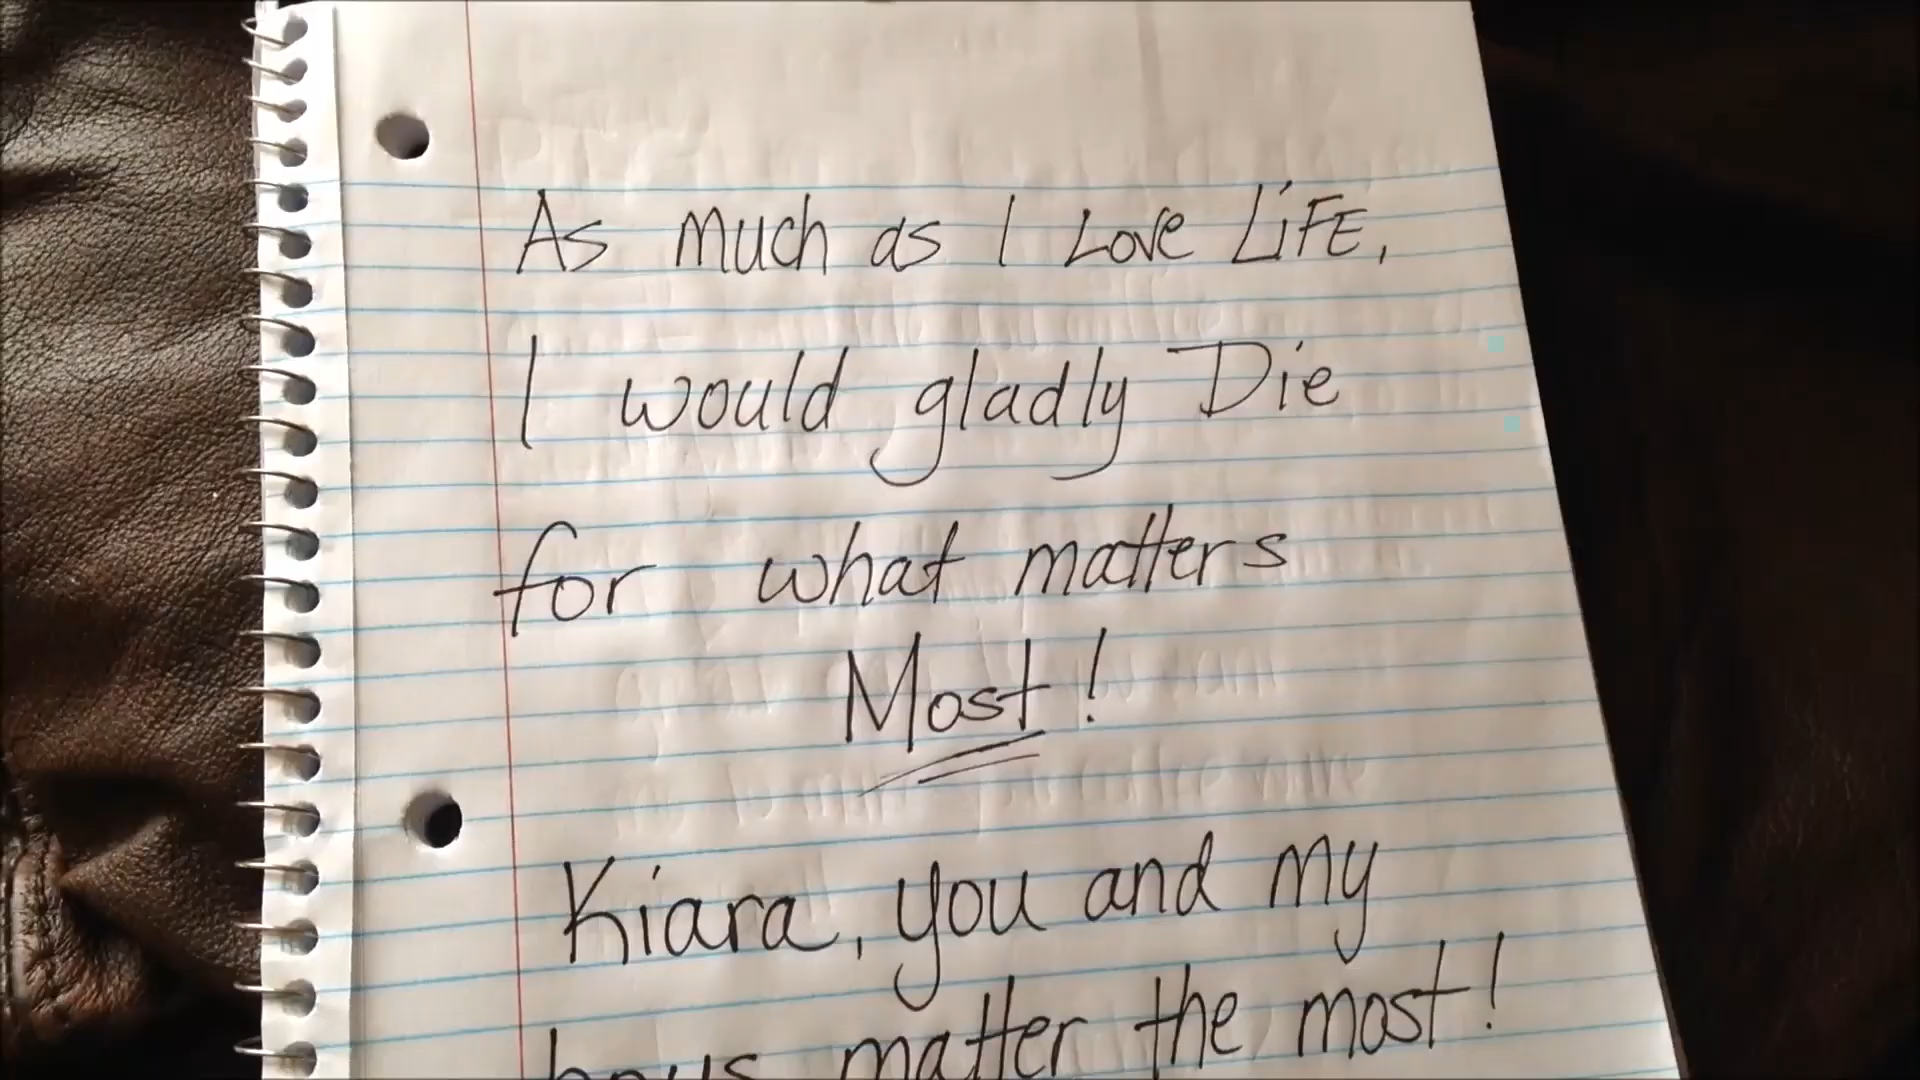 As much as I Love LiFE,
I would gladly Die
for what matters
Most!
Kiara, you and my
boys matter the most!